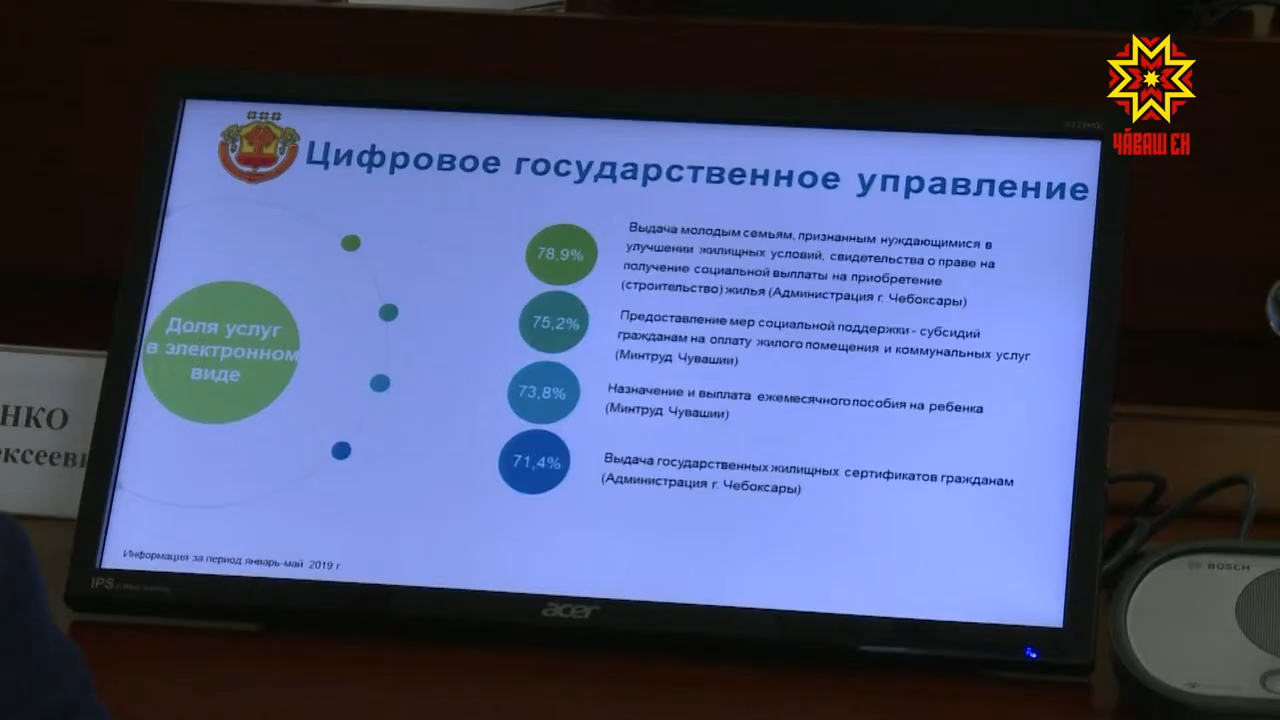 ЧӐВАШ ЕН
Цифровое государственное управление
Доля услуг
в электронном
виде
78,9%
Выдача молодым семьям, признанным нуждающимися в
улучшении жилищных условий, свидетельства о праве на
получение социальной выплаты на приобретение
(строительство) жилья (Администрация г. Чебоксары)
75,2%
Предоставление мер социальной поддержки - субсидий
гражданам на оплату жилого помещения и коммунальных услуг
(Минтруд Чувашии)
73,8%
Назначение и выплата ежемесячного пособия на ребенка
(Минтруд Чувашии)
71,4%
Выдача государственных жилищных сертификатов гражданам
(Администрация г. Чебоксары)
Информация за период январь-май 2019 г
IPS
acer
BOSCH
НКО
ексееви